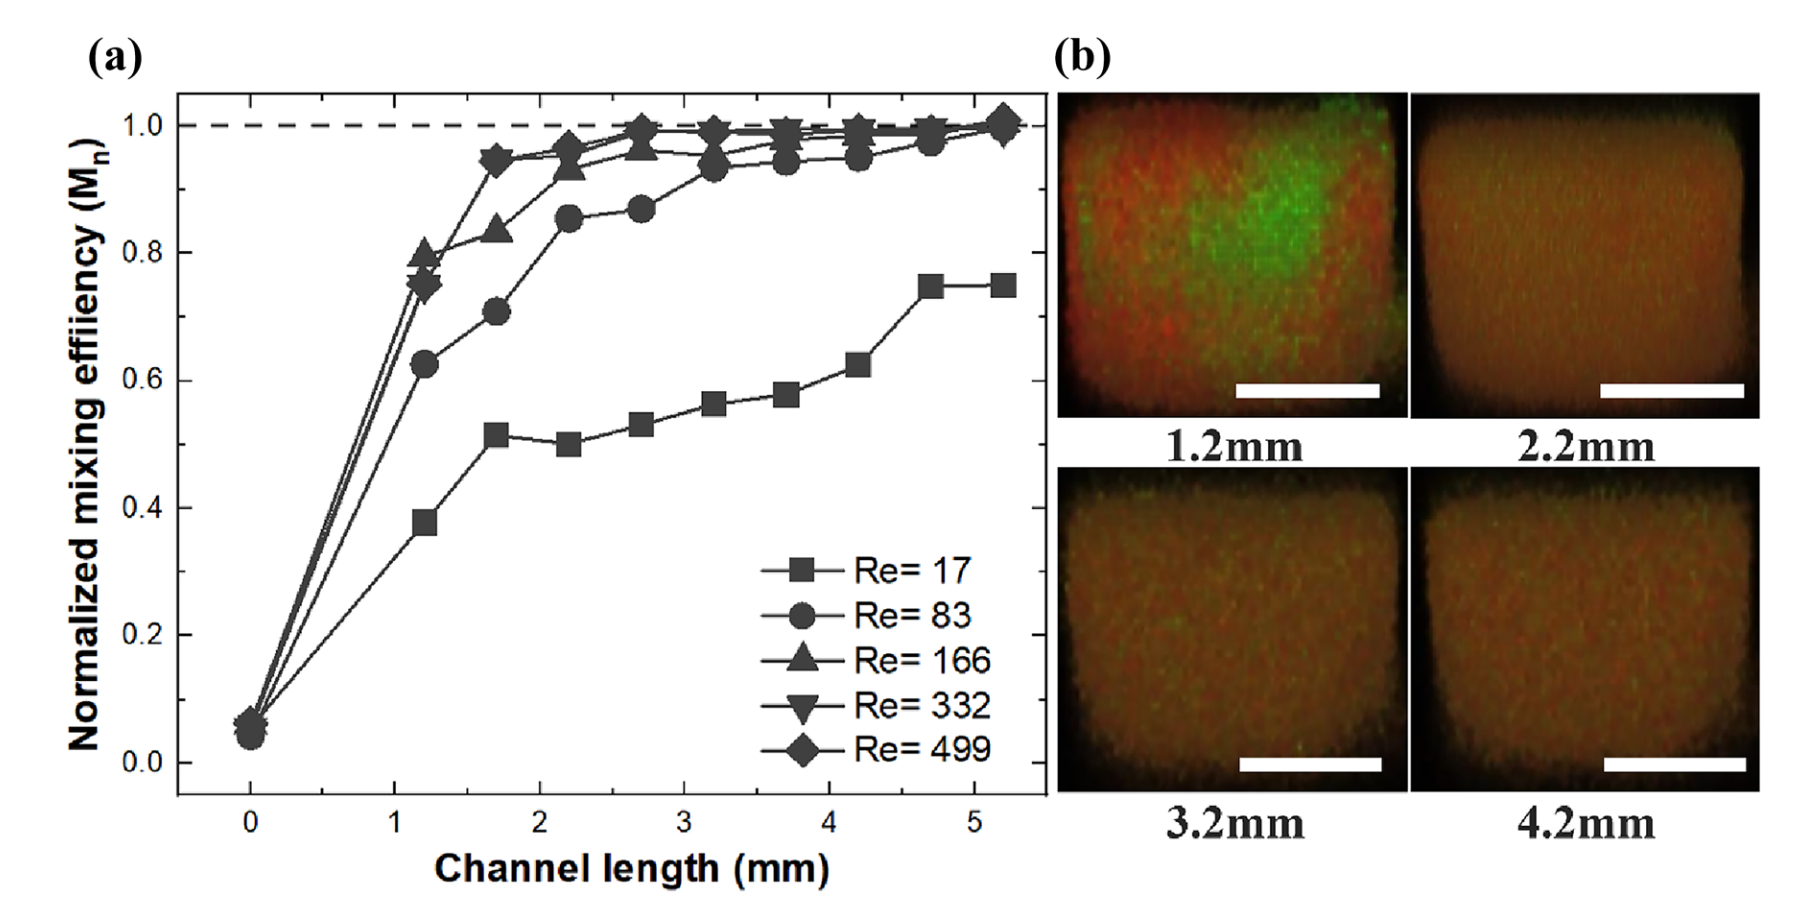 (a)
Normalized mixing effiiency (Mn)
1.0
0.8
0.6
0.4
0.2
0.0
0 1 2 3 4 5
Channel length (mm)
Re= 17
Re= 83
Re= 166
Re= 332
Re= 499
(b)
1.2mm 2.2mm
3.2mm 4.2mm